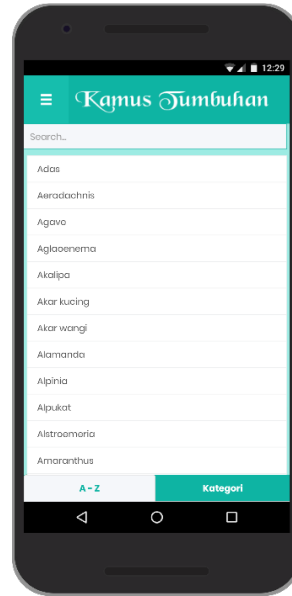 12:29
Kamus Tumbuhan
Search...
Adas
Aeradachnis
Agave
Aglaoenema
Akalipa
Akar kucing
Akar wangi
Alamanda
Alpinia
Alpukat
Alstroemeria
Amaranthus
A - Z Kategori